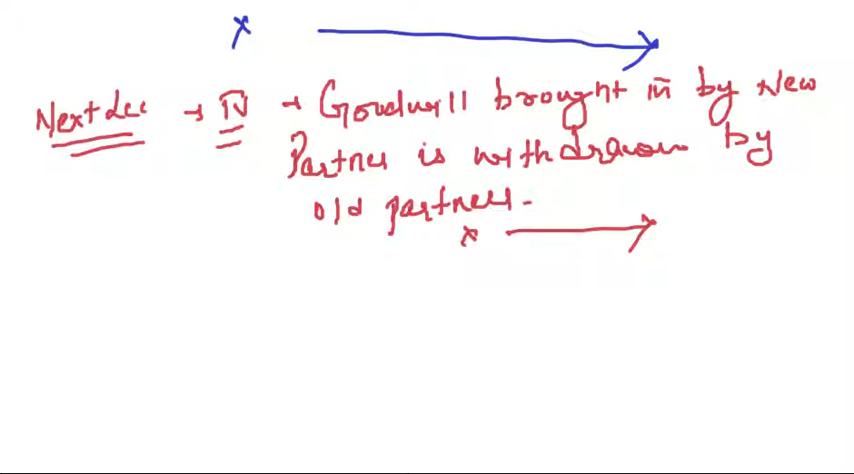 x
Next Lec → IV → Goodwill brought in by New
Partner is withdrawn by
old partners.
x